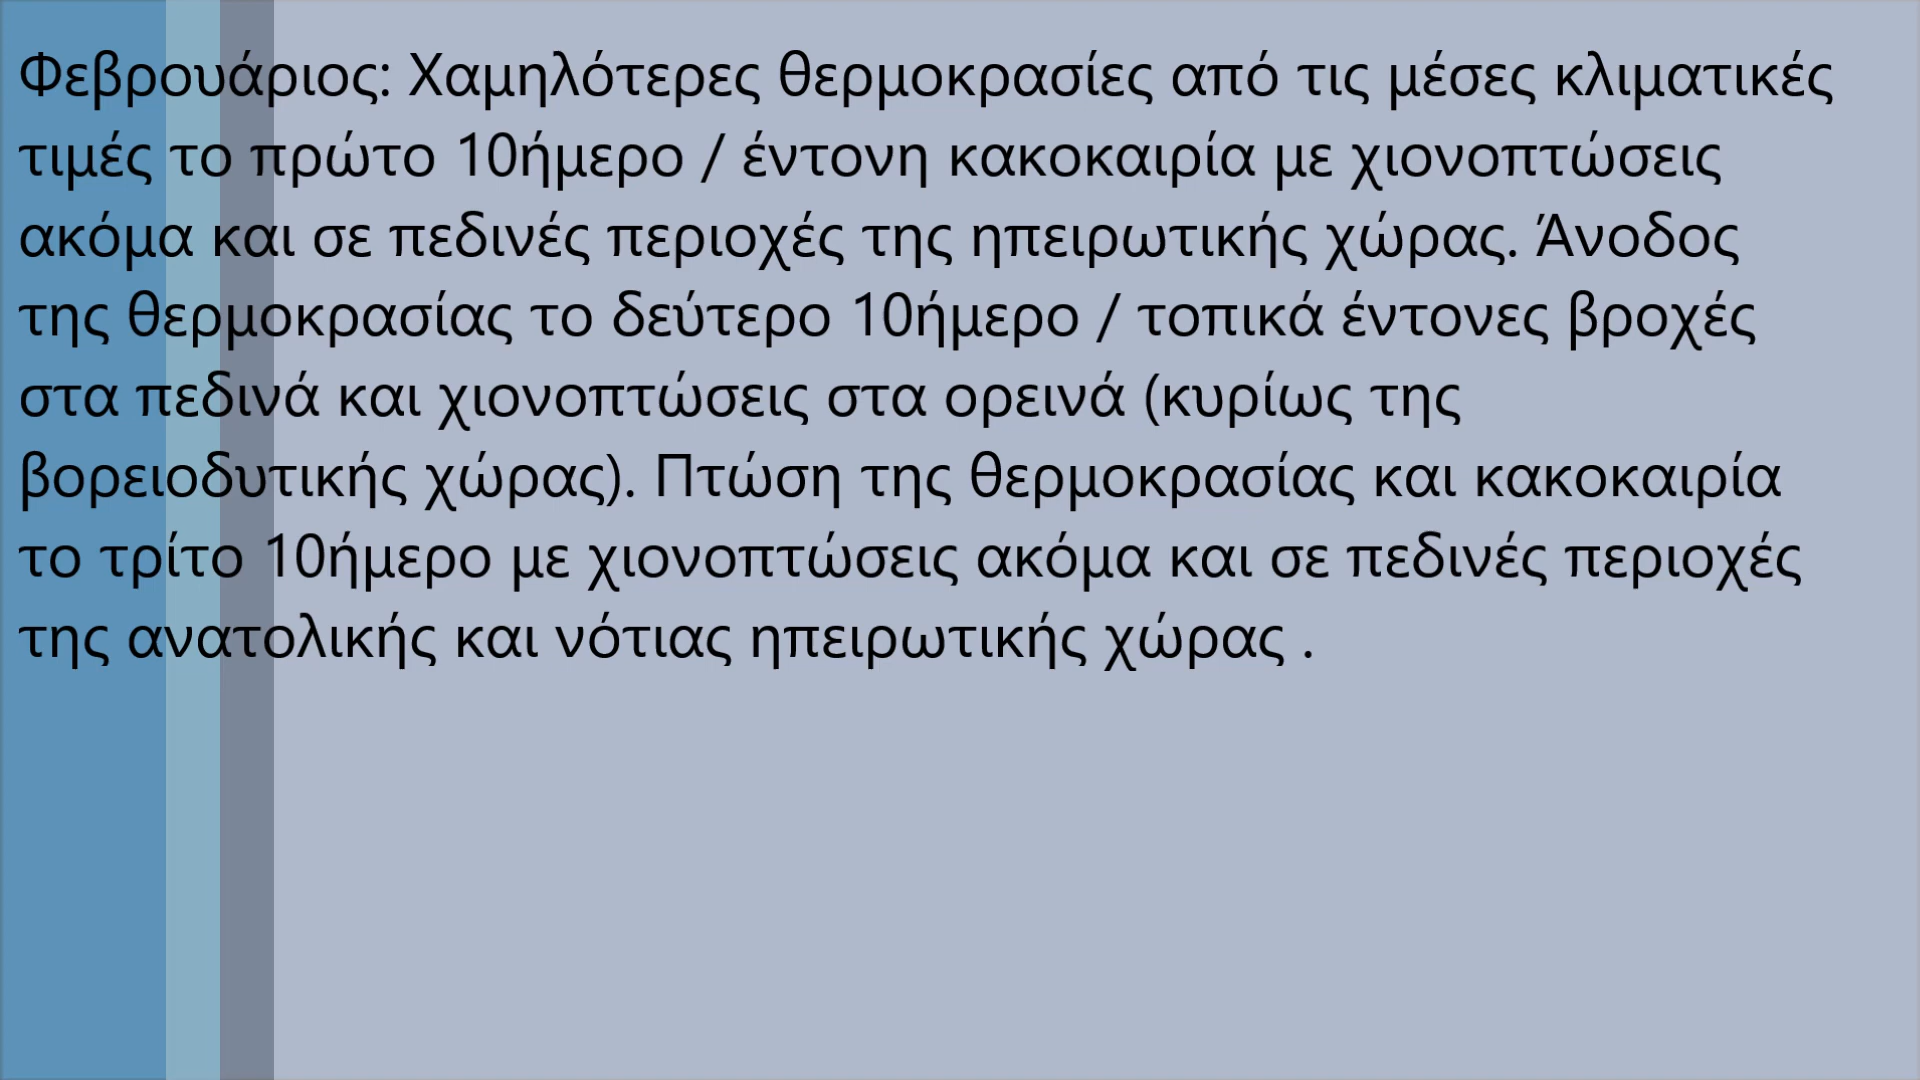 Φεβρουάριος: Χαμηλότερες θερμοκρασίες από τις μέσες κλιματικές
τιμές το πρώτο 10ήμερο / έντονη κακοκαιρία με χιονοπτώσεις
ακόμα και σε πεδινές περιοχές της ηπειρωτικής χώρας. Άνοδος
της θερμοκρασίας το δεύτερο 10ήμερο / τοπικά έντονες βροχές
στα πεδινά και χιονοπτώσεις στα ορεινά (κυρίως της
βορειοδυτικής χώρας). Πτώση της θερμοκρασίας και κακοκαιρία
το τρίτο 10ήμερο με χιονοπτώσεις ακόμα και σε πεδινές περιοχές
της ανατολικής και νότιας ηπειρωτικής χώρας .